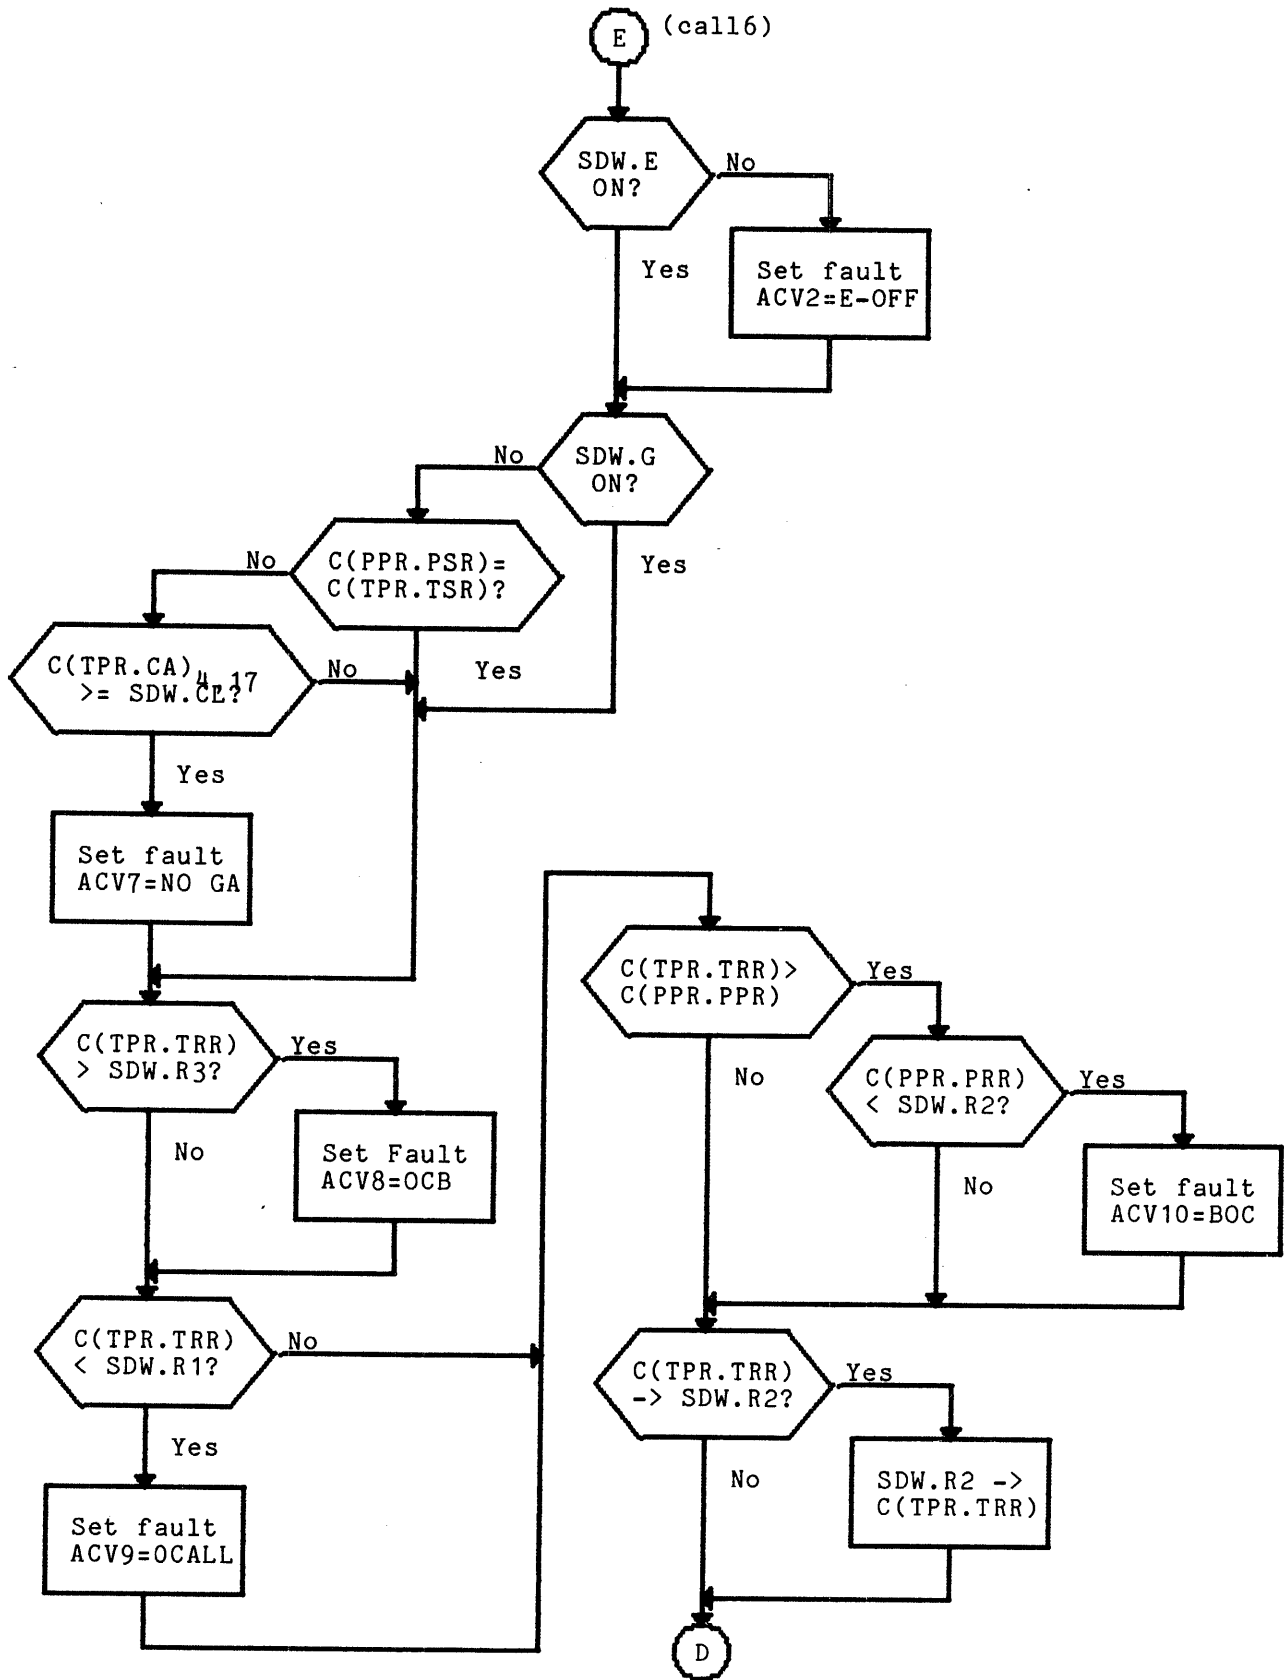 E (call6)
SDW.E
ON?
No
Yes
Set fault
ACV2=E-OFF
SDW.G
ON?
No
Yes
C(PPR.PSR)=
C(TPR.TSR)?
No
Yes
C(TPR.CA)4,17
>= SDW.CL?
No
Yes
Set fault
ACV7=NO GA
C(TPR.TRR)
> SDW.R3?
Yes
No
Set Fault
ACV8=OCB
C(TPR.TRR)
< SDW.R1?
No
Yes
Set fault
ACV9=OCALL
C(TPR.TRR)>
C(PPR.PPR)
Yes
No
C(PPR.PRR)
< SDW.R2?
Yes
No
Set fault
ACV10=BOC
C(TPR.TRR)
-> SDW.R2?
Yes
No
SDW.R2 ->
C(TPR.TRR)
D